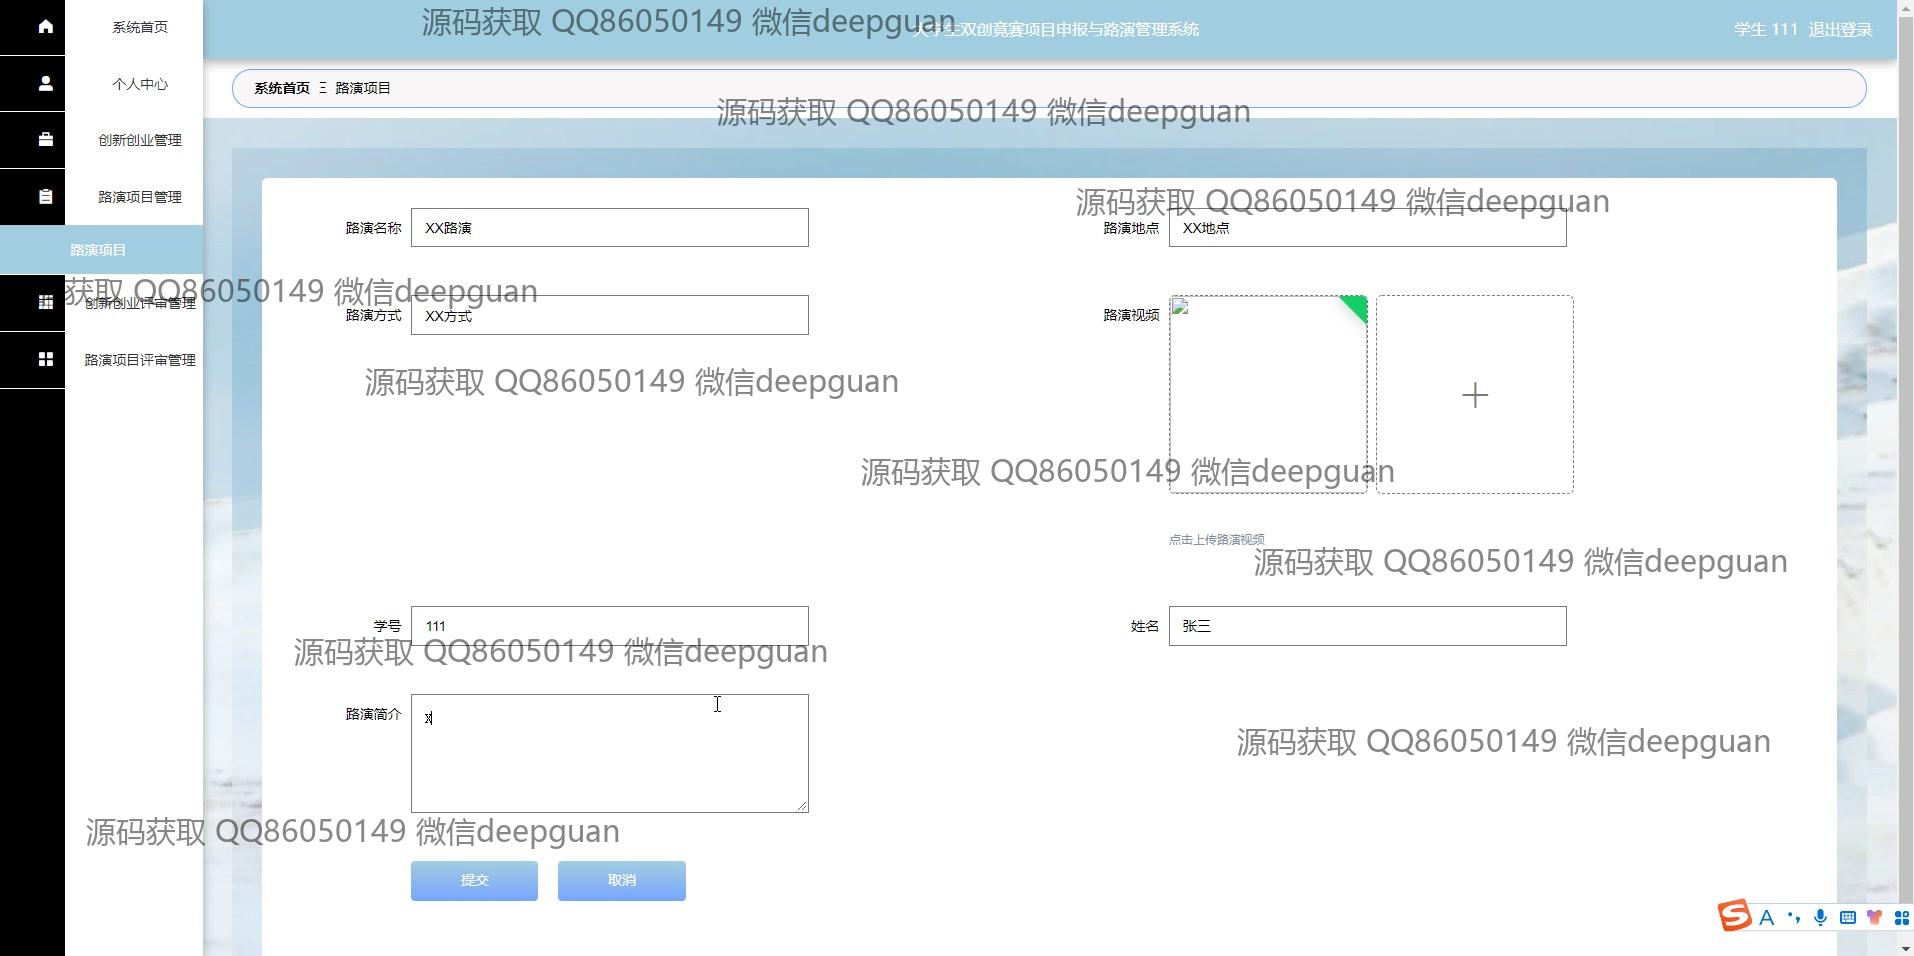 系统首页
源码获取 QQ86050149 微信deepguan
大学生双创竞赛项目申报与路演管理系统
学生 111 退出登录
个人中心
系统首页 Ξ 路演项目
源码获取 QQ86050149 微信deepguan
创新创业管理
路演项目管理
源码获取 QQ86050149 微信deepguan
路演名称 XX路演
路演地点 XX地点
路演项目
获取 QQ86050149 微信deepguan
创新创业评审管理
路演方式 XX方式
路演视频
路演项目评审管理
源码获取 QQ86050149 微信deepguan
源码获取 QQ86050149 微信deepguan
点击上传路演视频
源码获取 QQ86050149 微信deepguan
学号 111
姓名 张三
源码获取 QQ86050149 微信deepguan
路演简介 x
源码获取 QQ86050149 微信deepguan
源码获取 QQ86050149 微信deepguan
提交 取消
S A